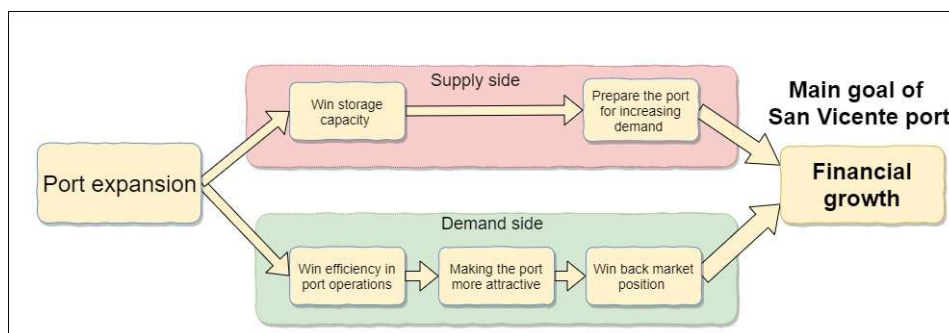 Supply side
Win storage
capacity
Prepare the port
for increasing
demand
Main goal of
San Vicente port
Port expansion
Financial
growth
Demand side
Win efficiency in
port operations
Making the port
more attractive
Win back market
position